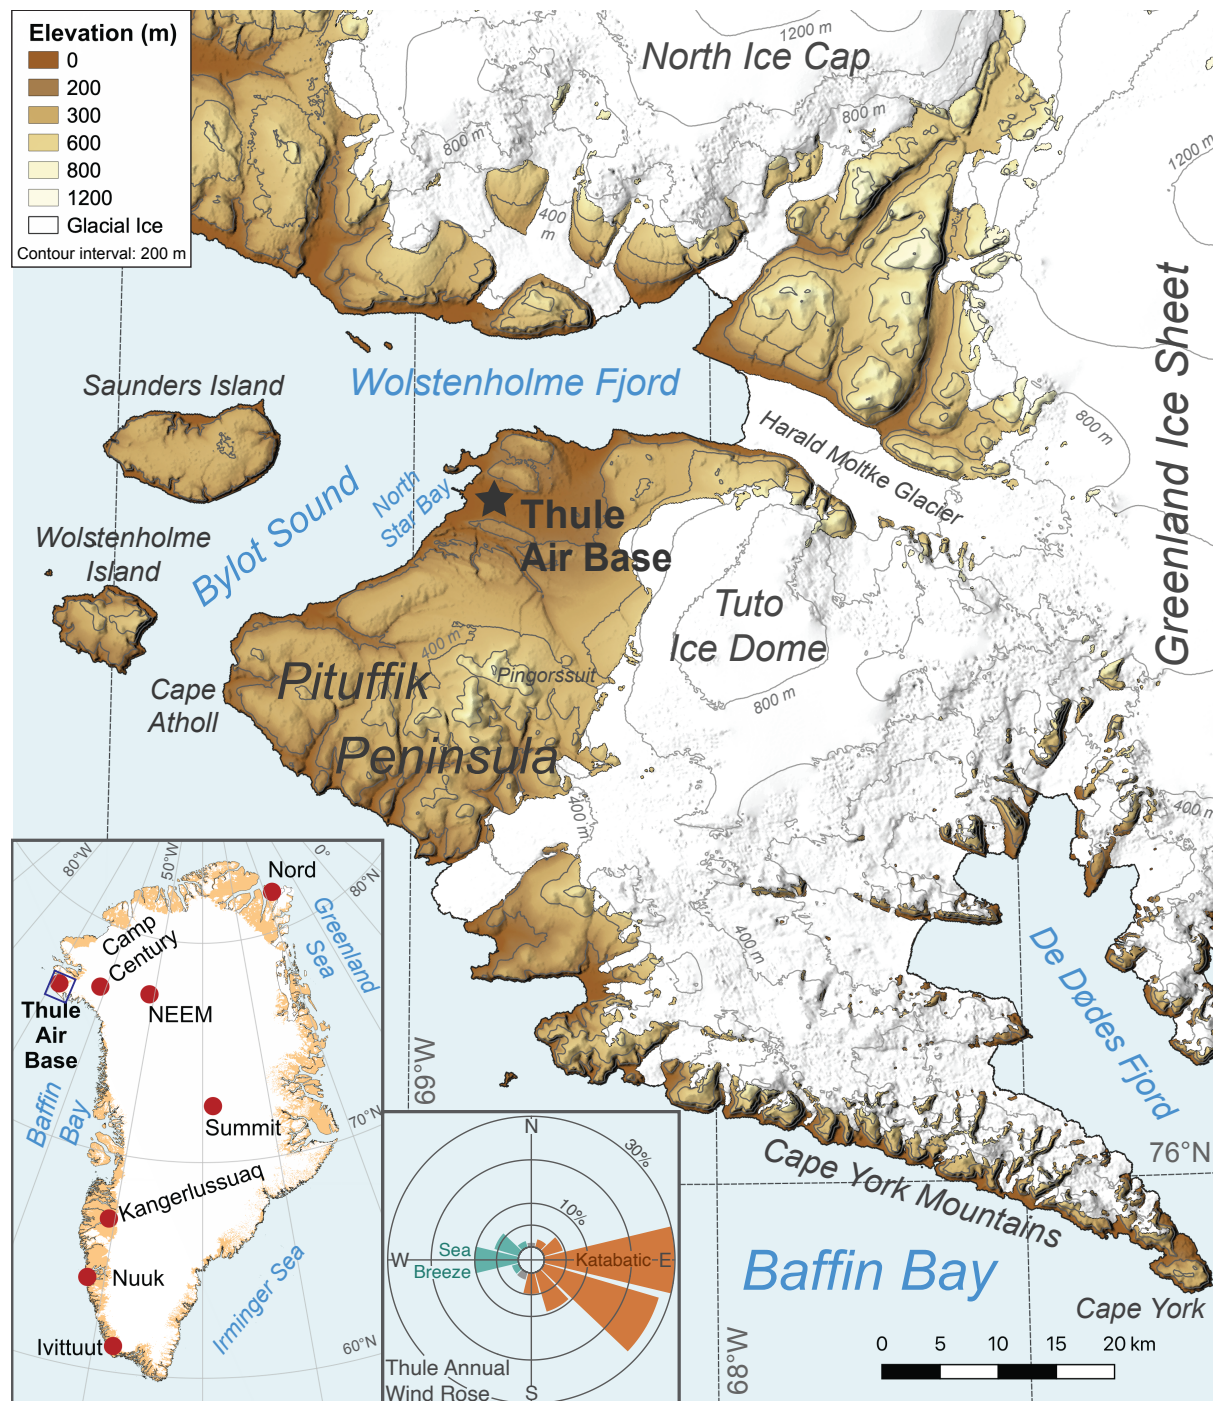 Elevation (m)
0
200
300
600
800
1200
Glacial Ice
Contour interval: 200 m
1200 m
North Ice Cap
800 m
800 m
1200 m
400
m
Greenland Ice Sheet
Saunders Island
Wolstenholme Fjord
800 m
Harald Moltke Glacier
North
Star Bay
Bylot Sound
Thule
Air Base
Wolstenholme
Island
Tuto
Ice Dome
400 m
Pingorssuit
Cape
Atholl
Pituffik
Peninsula
800 m
400 m
400 m
400 m
De Dødes Fjord
69°W
76°N
Cape York Mountains
Baffin Bay
Cape York
68°W
0 5 10 15 20 km
80°W
50°W
0°
80°N
Nord
Greenland
Sea
Camp
Century
NEEM
Thule
Air
Base
Baffin
Bay
Summit
70°N
Kangerlussuaq
Nuuk
Irminger Sea
Ivittuut
60°N
N
30%
10%
W
Sea
Breeze
Katabatic
E
S
Thule Annual
Wind Rose